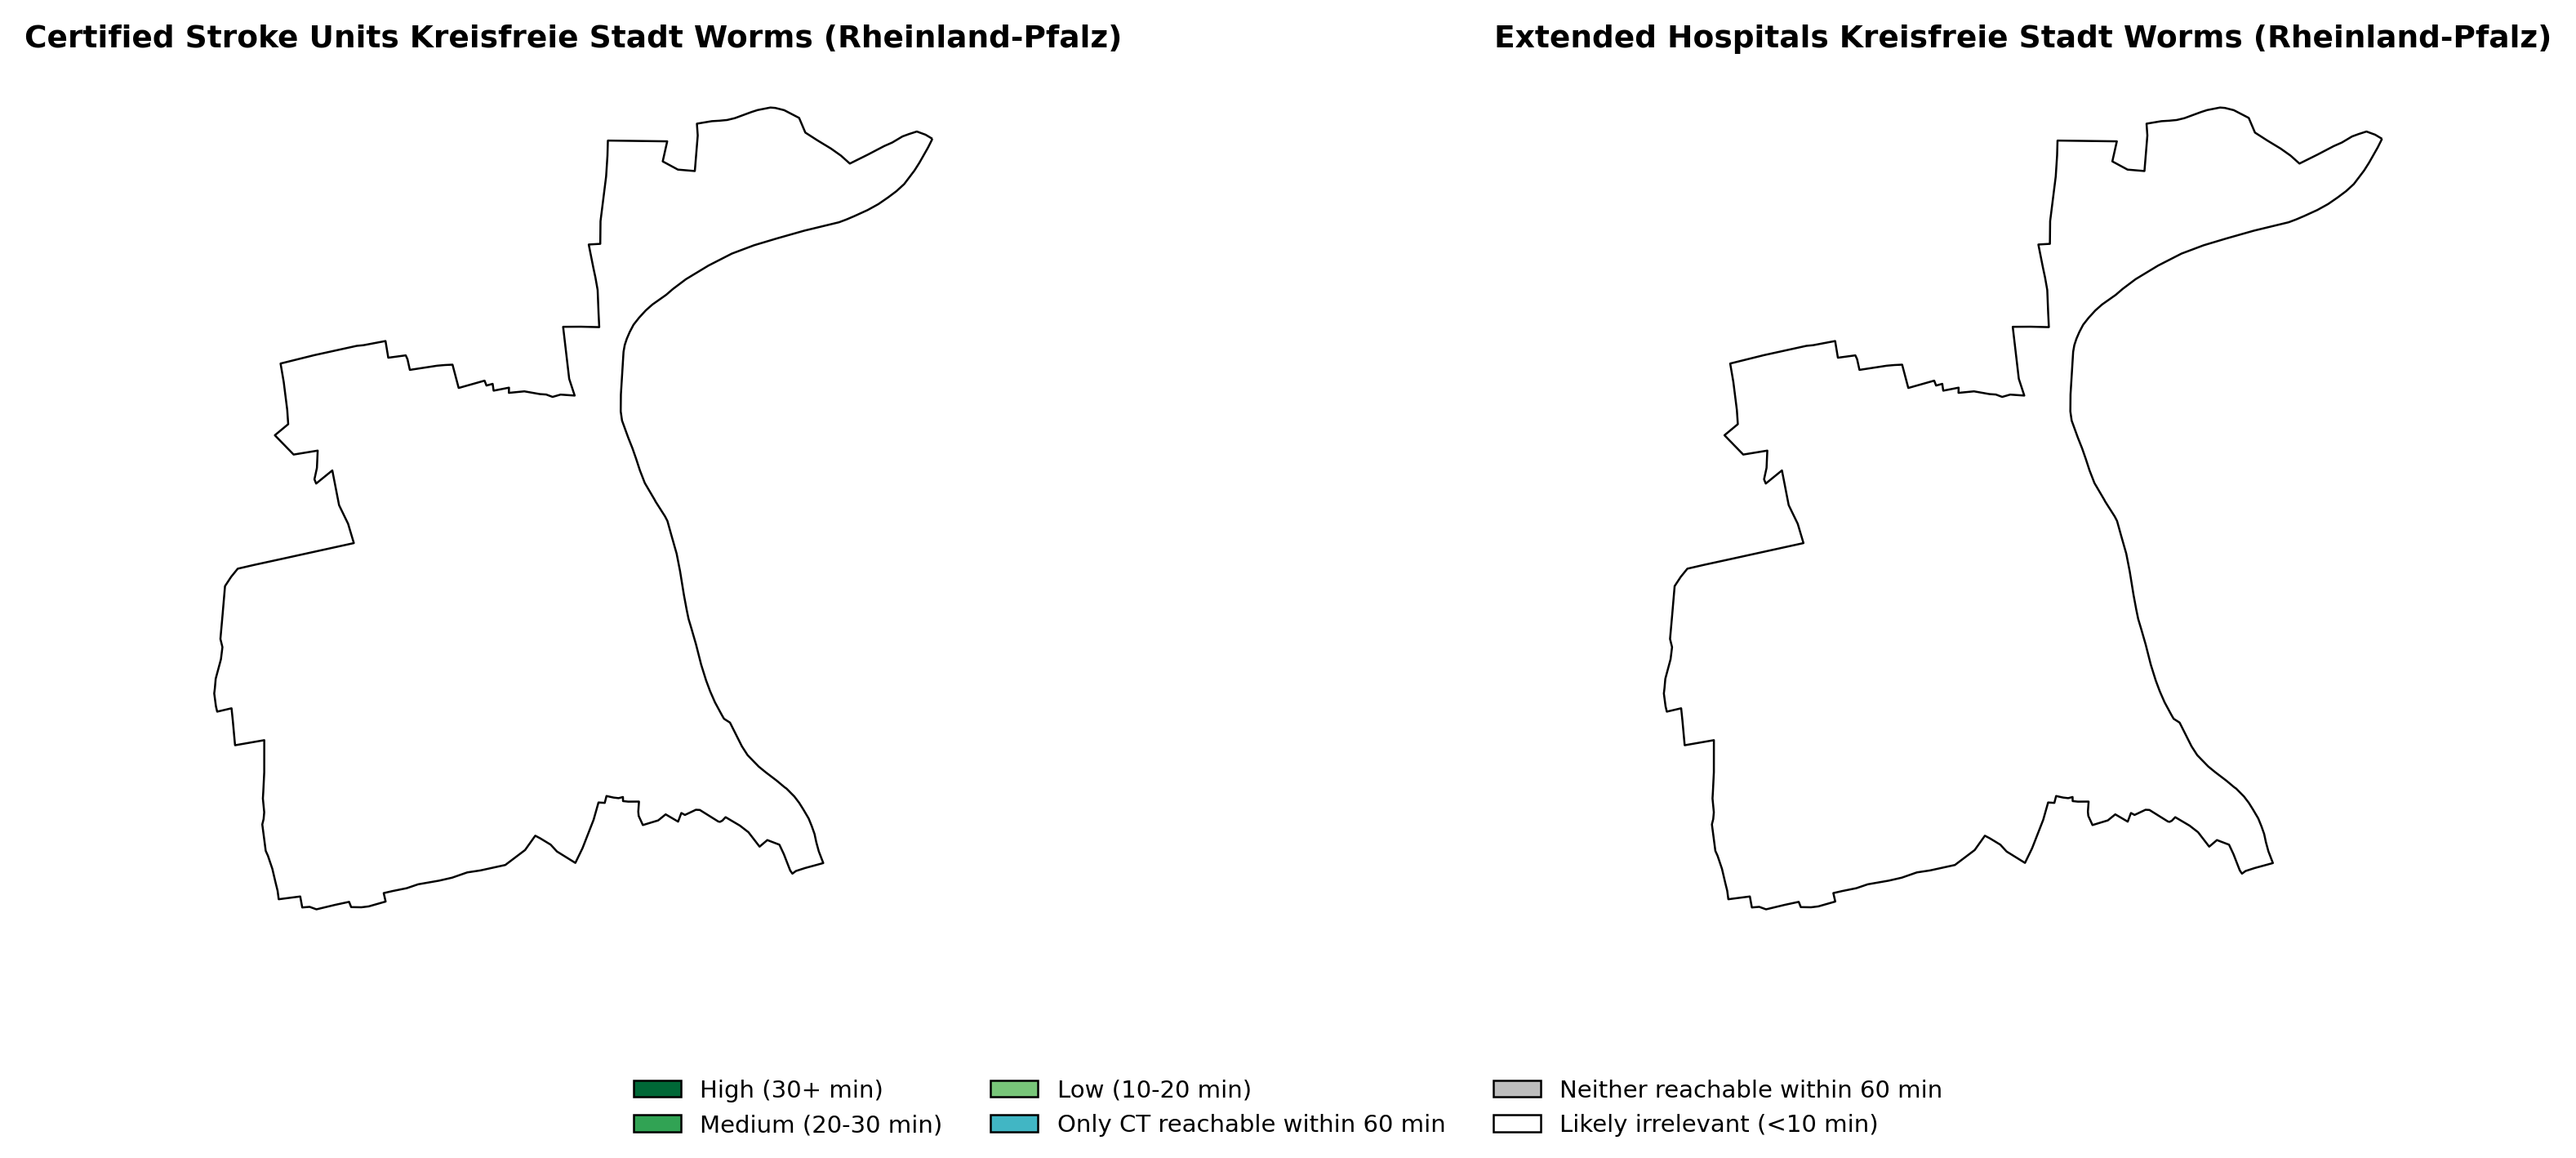 Certified Stroke Units Kreisfreie Stadt Worms (Rheinland-Pfalz)
Extended Hospitals Kreisfreie Stadt Worms (Rheinland-Pfalz)
High (30+ min)
Medium (20-30 min)
Low (10-20 min)
Only CT reachable within 60 min
Neither reachable within 60 min
Likely irrelevant (<10 min)